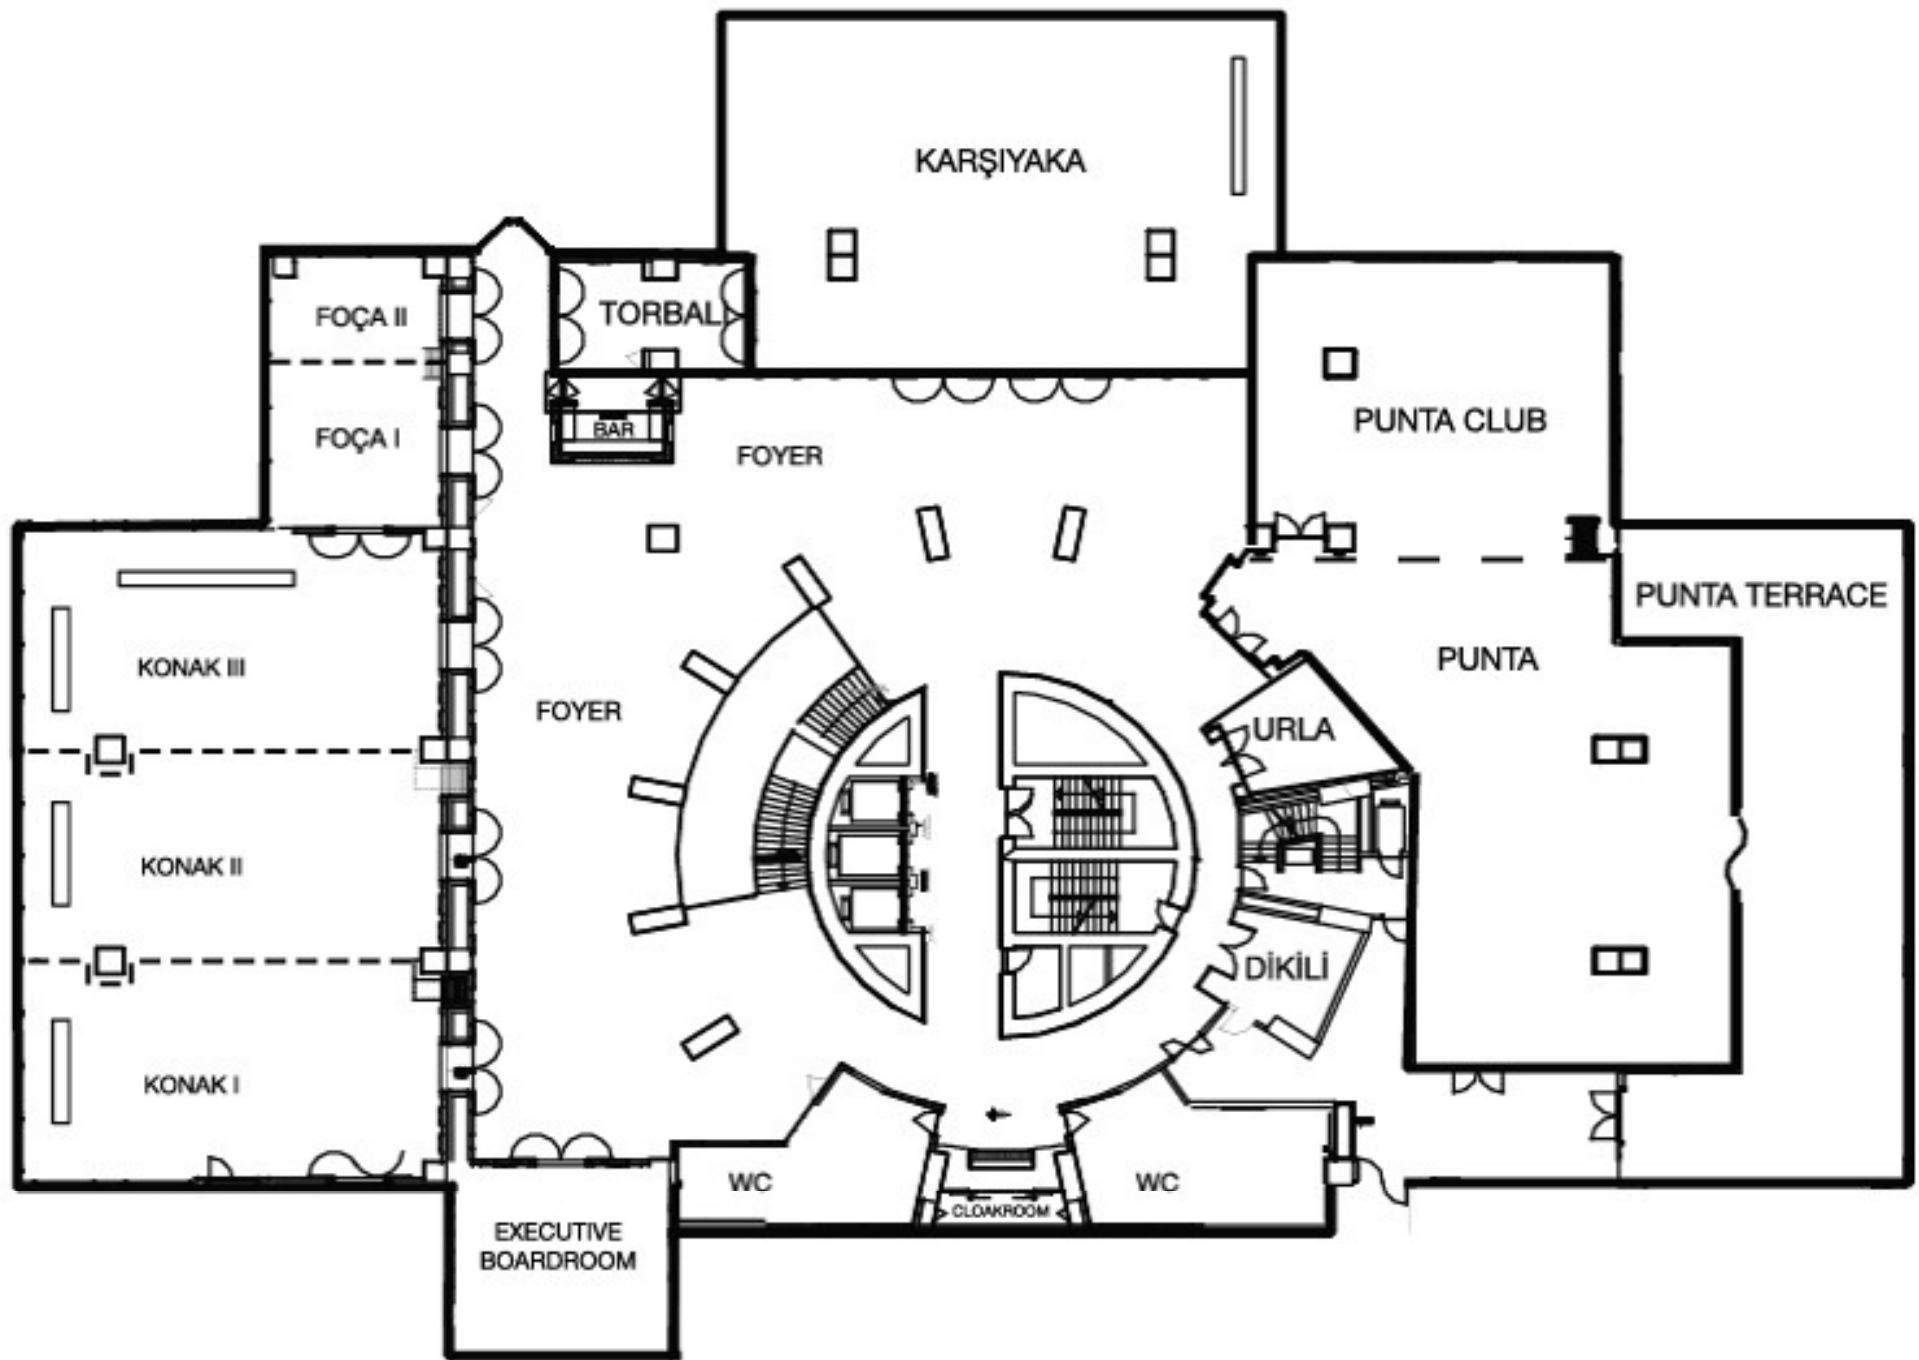 KARŞIYAKA
FOÇA II
TORBALI
FOÇA I
BAR
FOYER
PUNTA CLUB
PUNTA TERRACE
KONAK III
PUNTA
FOYER
URLA
KONAK II
DİKİLİ
KONAK I
WC
WC
CLOAKROOM
EXECUTIVE
BOARDROOM